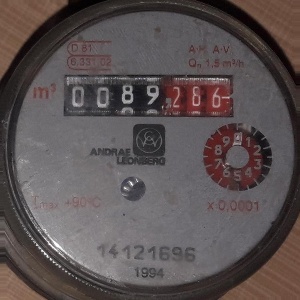 D 81
6.331.02
A-H A-V
Qn 1.5 m³/h
m³
0089,286
ANDRAE
LEONBERG
x 0,0001
14121696
1994